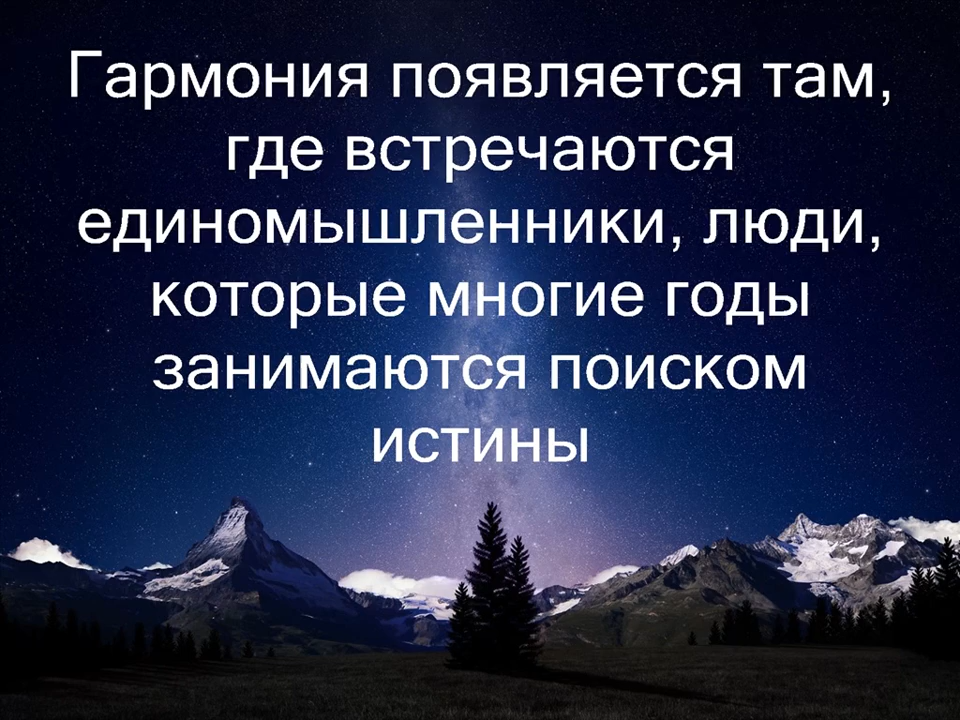 Гармония появляется там,
где встречаются
единомышленники, люди,
которые многие годы
занимаются поиском
истины